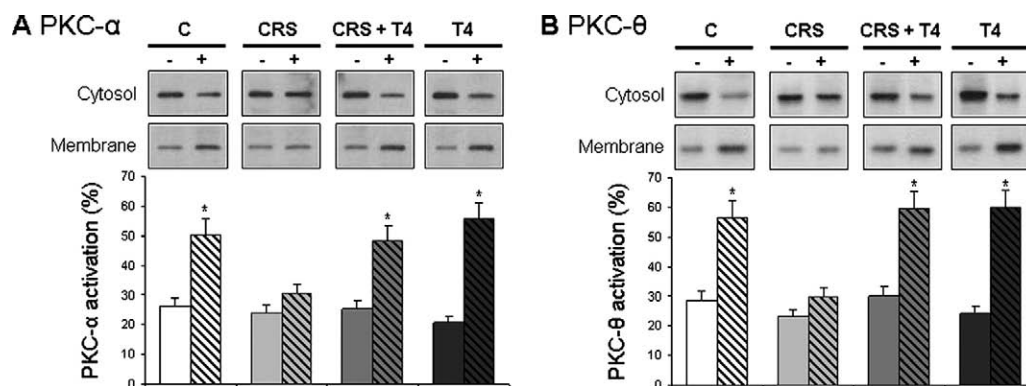 A PKC-α
C CRS CRS + T4 T4
- + - + - + - +
Cytosol
Membrane
PKC-α activation (%)
70
60
50
40
30
20
10
0
* * *
B PKC-θ
C CRS CRS + T4 T4
- + - + - + - +
Cytosol
Membrane
PKC-θ activation (%)
70
60
50
40
30
20
10
0
* * *